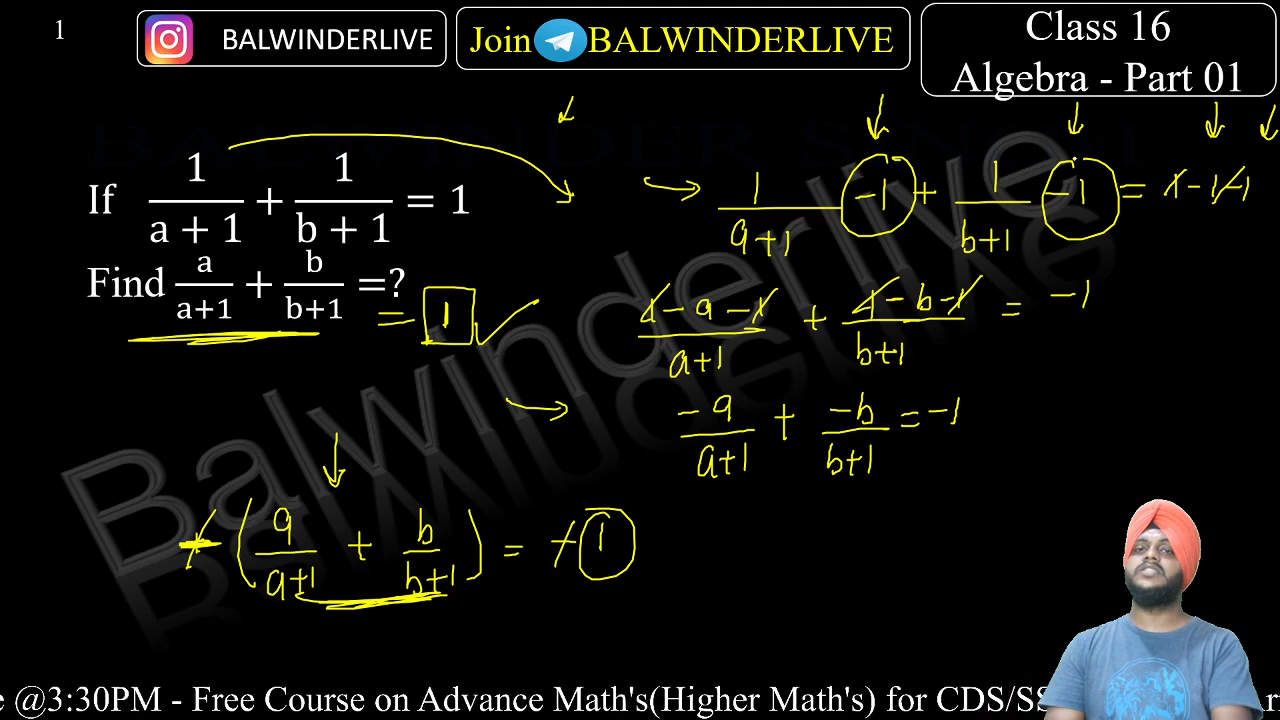 1
BALWINDERLIVE
Join BALWINDERLIVE
Class 16
Algebra - Part 01
If 1/(a + 1) + 1/(b + 1) = 1
Find a/(a+1) + b/(b+1) =?
= 1
1/(a+1) -1 + 1/(b+1) -1 = 1 -1 -1
(1 - a - 1)/(a+1) + (1 - b - 1)/(b+1) = -1
-a/(a+1) + -b/(b+1) = -1
-(a/(a+1) + b/(b+1)) = -1
Balwinderlive
@3:30PM - Free Course on Advance Math's(Higher Math's) for CDS/